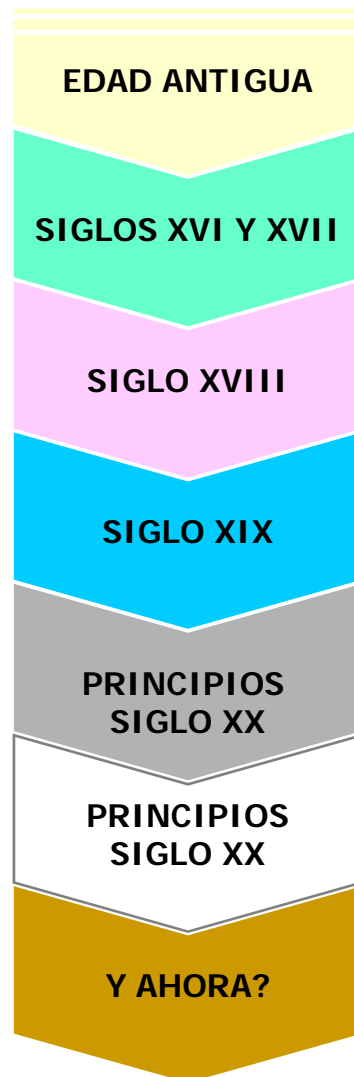 EDAD ANTIGUA
SIGLOS XVI Y XVII
SIGLO XVIII
SIGLO XIX
PRINCIPIOS
SIGLO XX
PRINCIPIOS
SIGLO XX
Y AHORA?